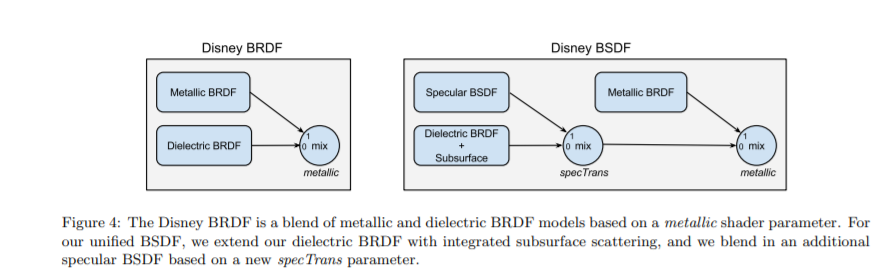 Disney BRDF
Metallic BRDF
Dielectric BRDF
1
0 mix
metallic
Disney BSDF
Specular BSDF
Metallic BRDF
Dielectric BRDF
+
Subsurface
1
0 mix
specTrans
1
0 mix
metallic
Figure 4: The Disney BRDF is a blend of metallic and dielectric BRDF models based on a metallic shader parameter. For
our unified BSDF, we extend our dielectric BRDF with integrated subsurface scattering, and we blend in an additional
specular BSDF based on a new specTrans parameter.